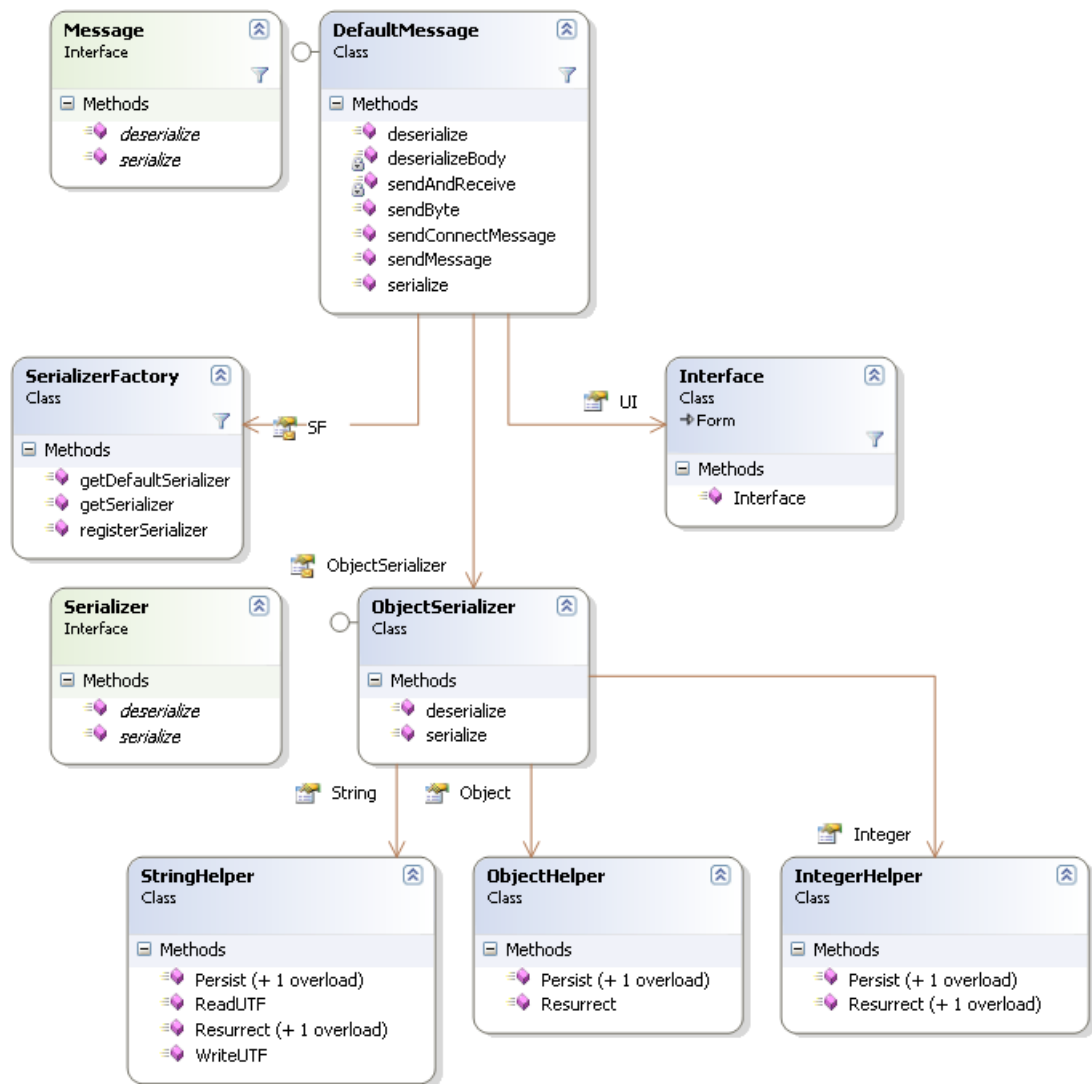 Message
Interface
Methods
deserialize
serialize
DefaultMessage
Class
Methods
deserialize
deserializeBody
sendAndReceive
sendByte
sendConnectMessage
sendMessage
serialize
SerializerFactory
Class
Methods
getDefaultSerializer
getSerializer
registerSerializer
SF
UI
Interface
Class
Form
Methods
Interface
ObjectSerializer
Serializer
Interface
Methods
deserialize
serialize
ObjectSerializer
Class
Methods
deserialize
serialize
String
Object
Integer
StringHelper
Class
Methods
Persist (+ 1 overload)
ReadUTF
Resurrect (+ 1 overload)
WriteUTF
ObjectHelper
Class
Methods
Persist (+ 1 overload)
Resurrect
IntegerHelper
Class
Methods
Persist (+ 1 overload)
Resurrect (+ 1 overload)